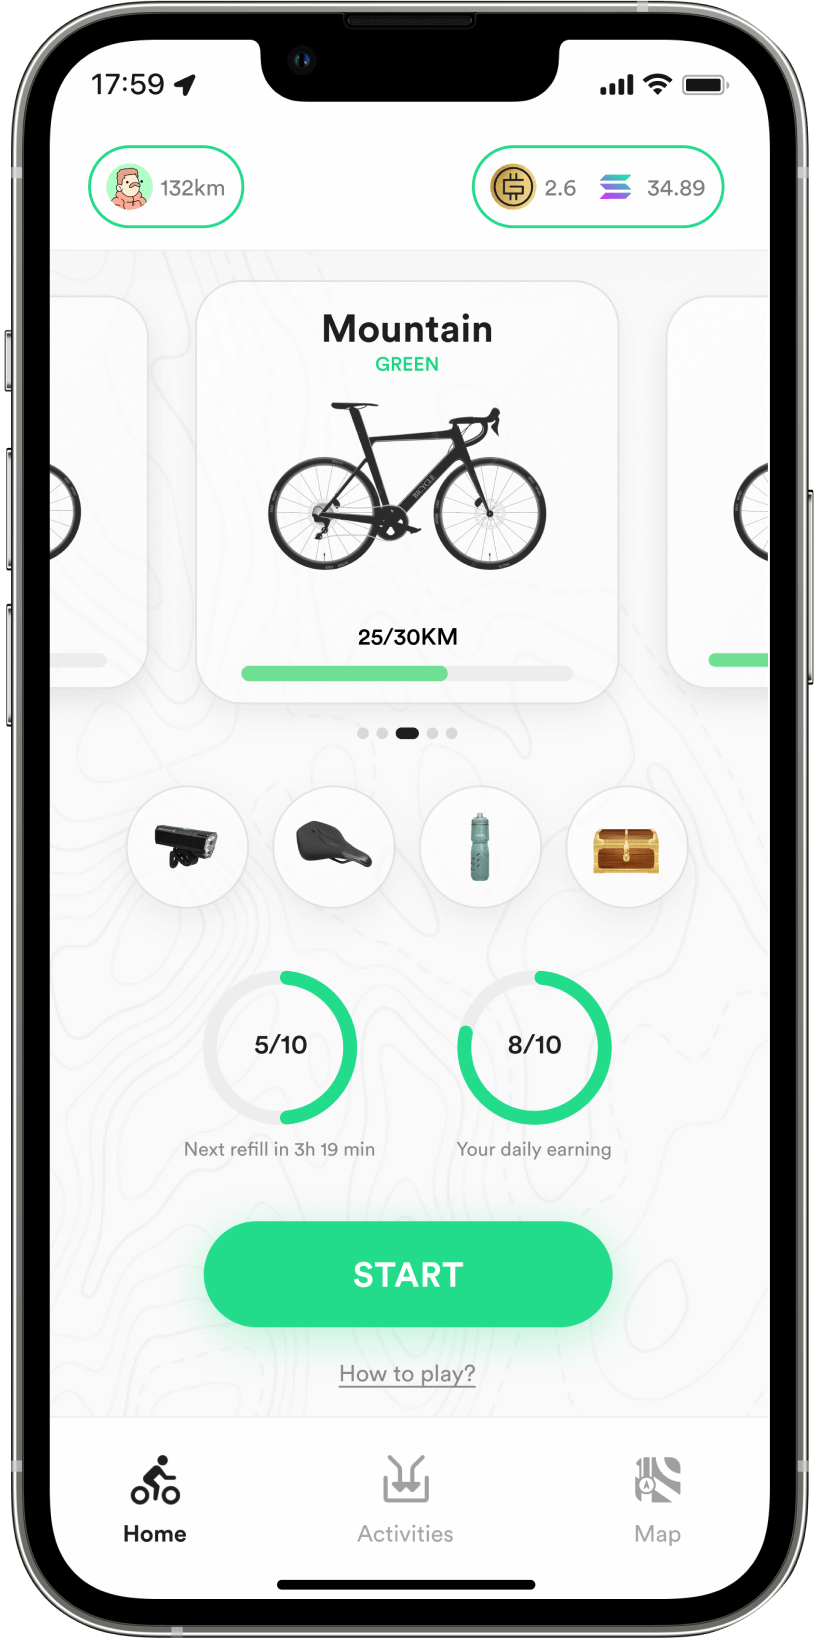 17:59
132km
2.6 34.89
Mountain
GREEN
BICYCLE
25/30KM
5/10 8/10
Next refill in 3h 19 min Your daily earning
START
How to play?
Home Activities Map